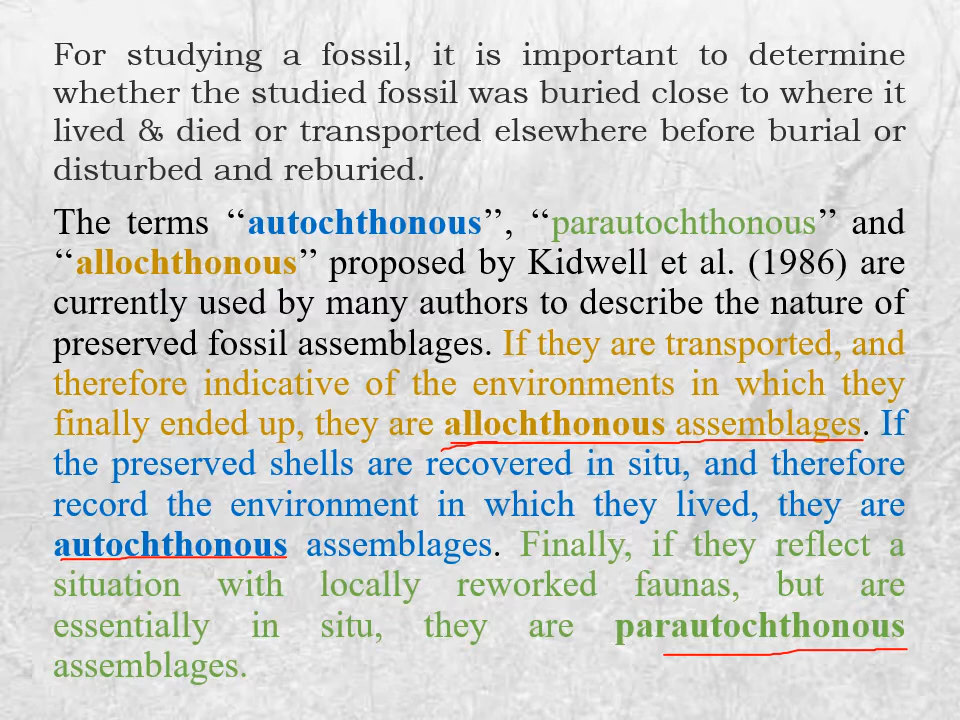 For studying a fossil, it is important to determine
whether the studied fossil was buried close to where it
lived & died or transported elsewhere before burial or
disturbed and reburied.
The terms ‘‘autochthonous’’, ‘‘parautochthonous’’ and
‘‘allochthonous’’ proposed by Kidwell et al. (1986) are
currently used by many authors to describe the nature of
preserved fossil assemblages. If they are transported, and
therefore indicative of the environments in which they
finally ended up, they are allochthonous assemblages. If
the preserved shells are recovered in situ, and therefore
record the environment in which they lived, they are
autochthonous assemblages. Finally, if they reflect a
situation with locally reworked faunas, but are
essentially in situ, they are parautochthonous
assemblages.